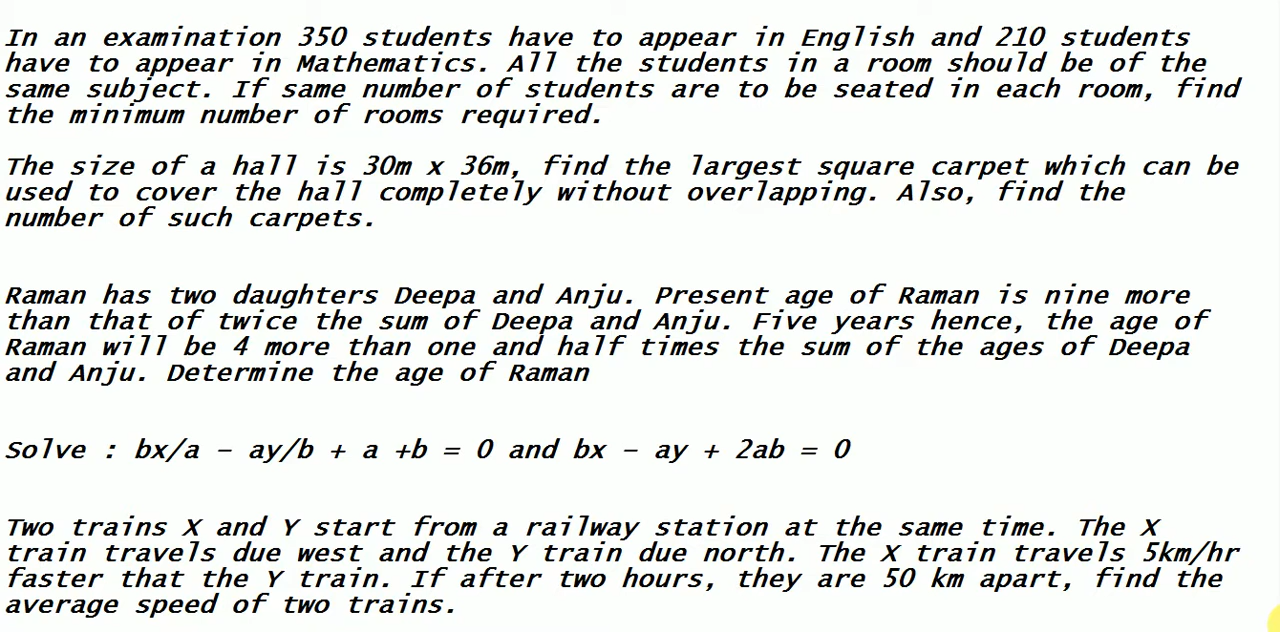 In an examination 350 students have to appear in English and 210 students
have to appear in Mathematics. All the students in a room should be of the
same subject. If same number of students are to be seated in each room, find
the minimum number of rooms required.
The size of a hall is 30m x 36m, find the largest square carpet which can be
used to cover the hall completely without overlapping. Also, find the
number of such carpets.
Raman has two daughters Deepa and Anju. Present age of Raman is nine more
than that of twice the sum of Deepa and Anju. Five years hence, the age of
Raman will be 4 more than one and half times the sum of the ages of Deepa
and Anju. Determine the age of Raman
Solve : bx/a - ay/b + a +b = 0 and bx - ay + 2ab = 0
Two trains X and Y start from a railway station at the same time. The X
train travels due west and the Y train due north. The X train travels 5km/hr
faster that the Y train. If after two hours, they are 50 km apart, find the
average speed of two trains.